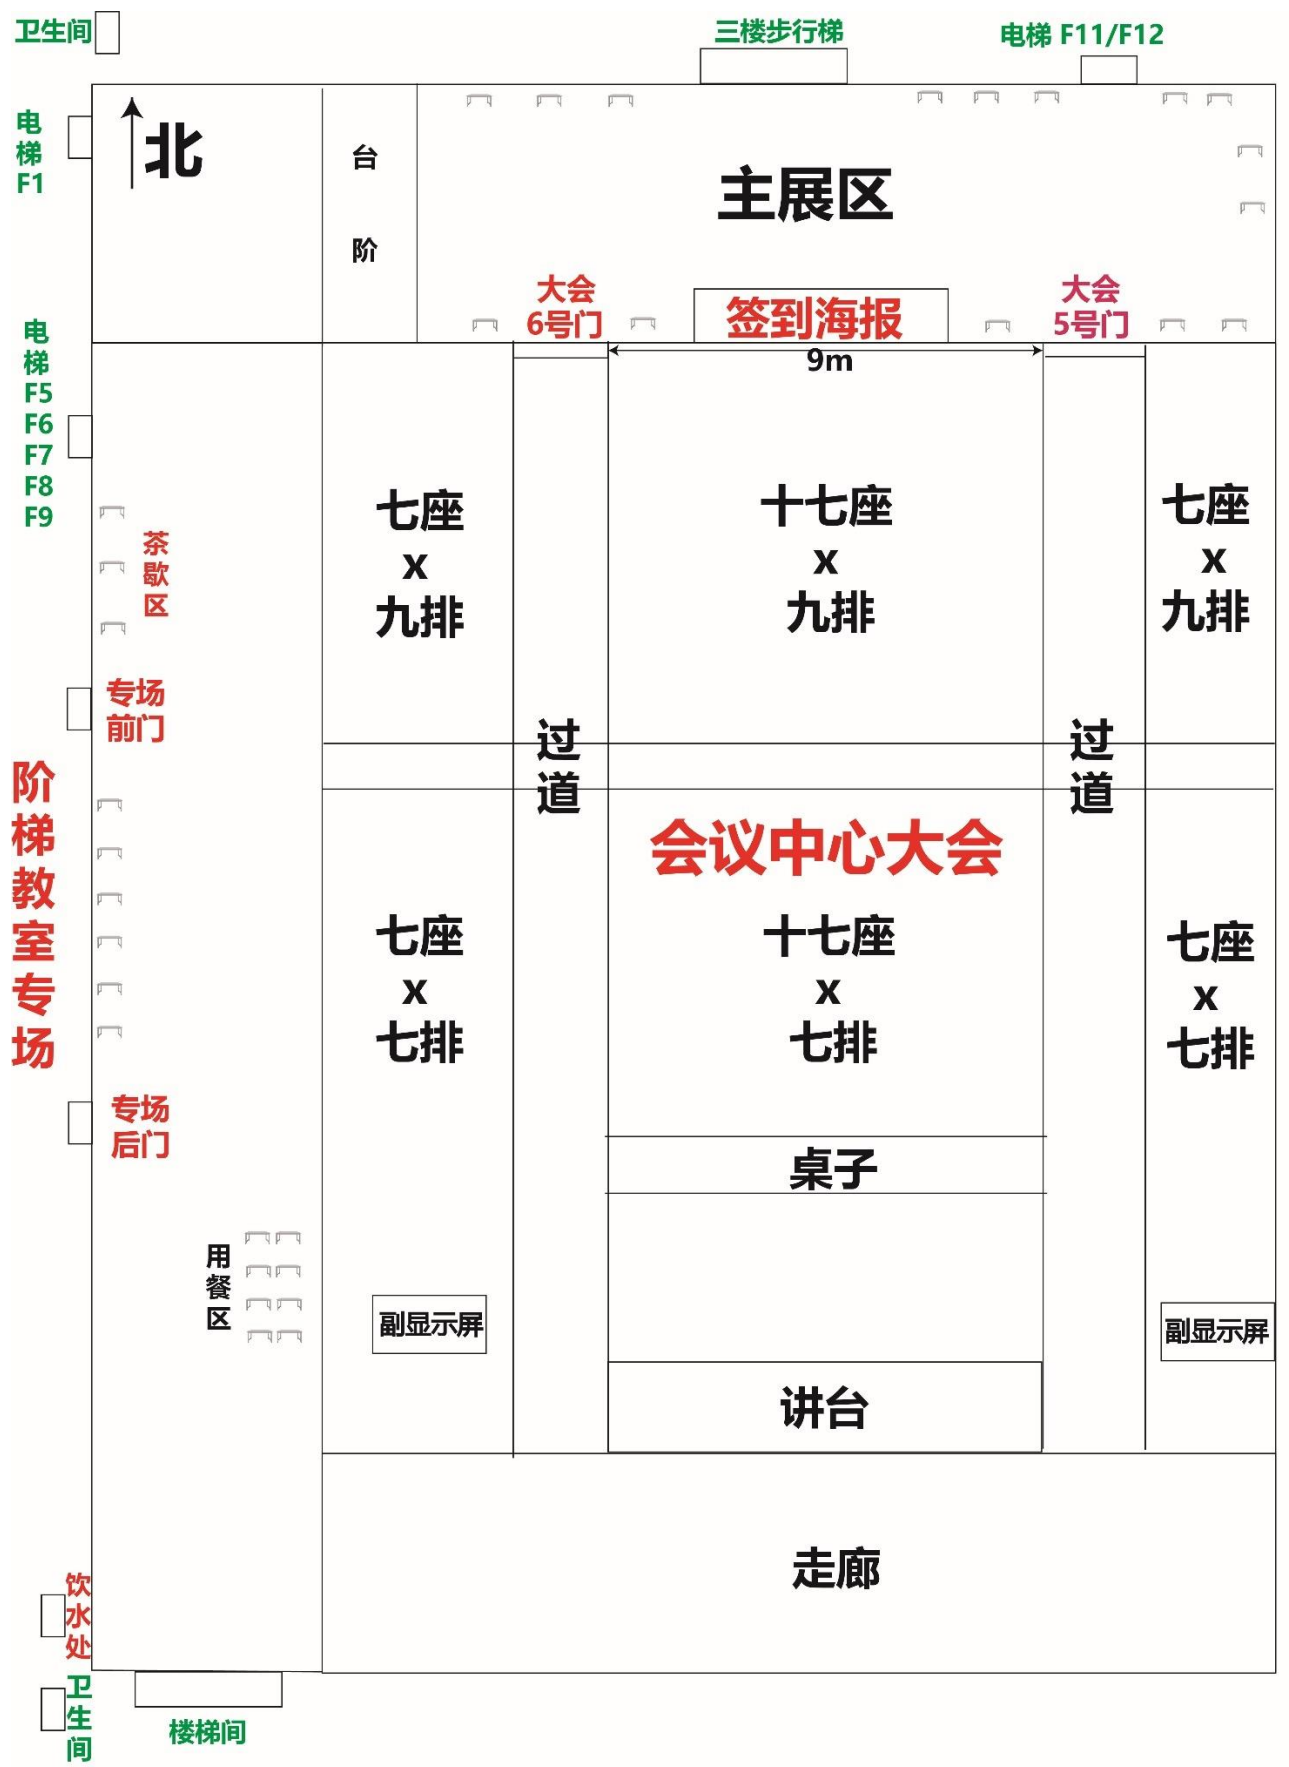 卫生间
三楼步行梯
电梯 F11/F12
电
梯
F1
北
台
阶
主展区
大会
6号门
签到海报
大会
5号门
9m
电
梯
F5
F6
F7
F8
F9
茶
歇
区
七座
x
九排
十七座
x
九排
七座
x
九排
专场
前门
过
道
过
道
阶
梯
教
室
专
场
会议中心大会
七座
x
七排
十七座
x
七排
七座
x
七排
专场
后门
桌子
用
餐
区
副显示屏
副显示屏
讲台
走廊
饮
水
处
卫
生
间
楼梯间